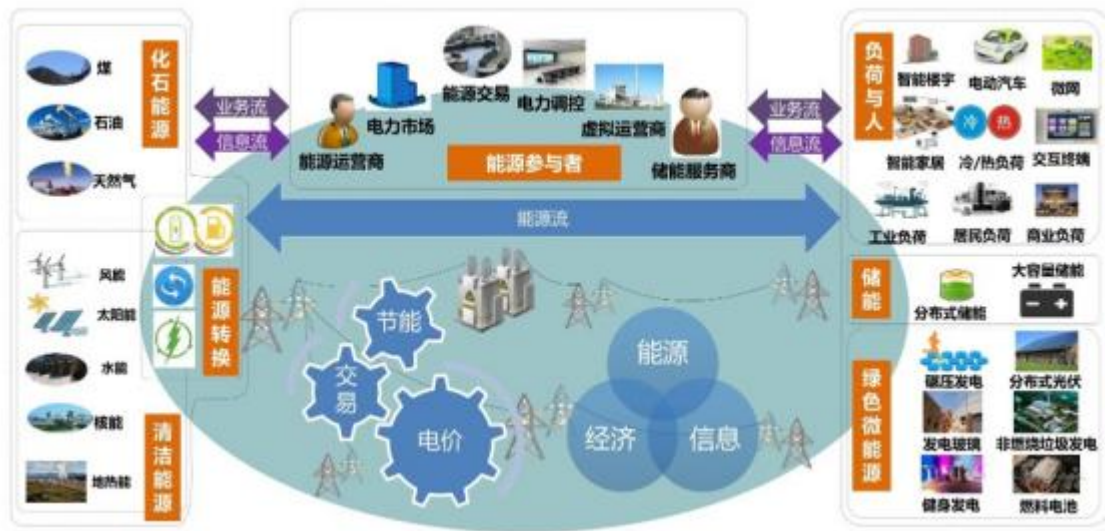 化石能源
煤
石油
天然气
业务流
信息流
电力市场
能源交易
电力调控
虚拟运营商
能源运营商
能源参与者
储能服务商
业务流
信息流
负荷与人
智能楼宇
电动汽车
微网
智能家居
冷
热
冷/热负荷
交互终端
工业负荷
居民负荷
商业负荷
能源流
风能
太阳能
水能
核能
地热能
能源转换
清洁能源
节能
交易
电价
能源
经济
信息
储能
分布式储能
大容量储能
绿色微能源
碾压发电
分布式光伏
发电玻璃
非燃烧垃圾发电
健身发电
燃料电池